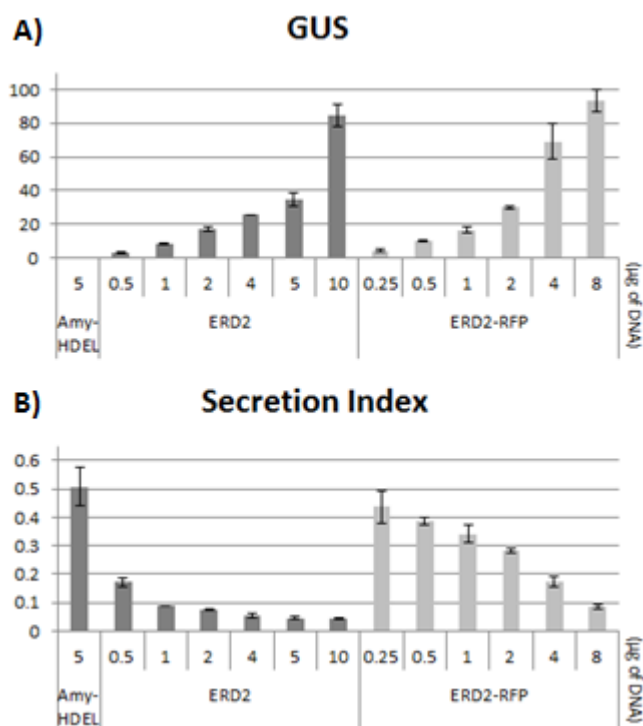 A) GUS
100
80
60
40
20
0
5 0.5 1 2 4 5 10 0.25 0.5 1 2 4 8
Amy-HDEL ERD2 ERD2-RFP
(µg of DNA)
B) Secretion Index
0.6
0.5
0.4
0.3
0.2
0.1
0
5 0.5 1 2 4 5 10 0.25 0.5 1 2 4 8
Amy-HDEL ERD2 ERD2-RFP
(µg of DNA)